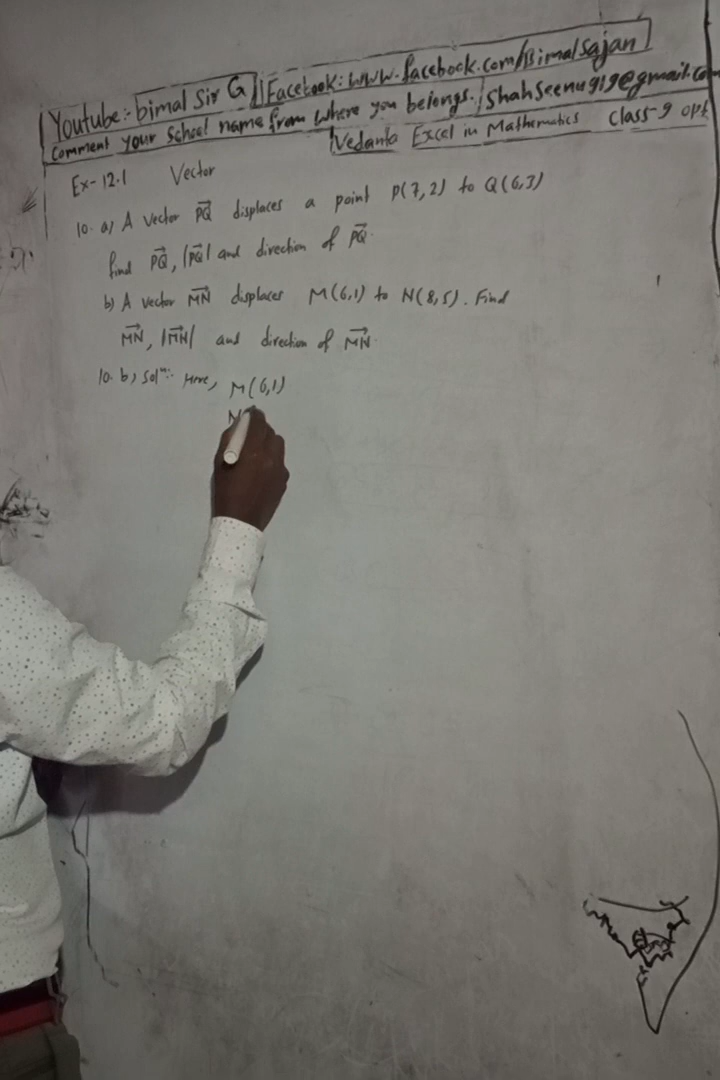 Youtube:- bimal Sir G Facebook: www.facebook.com/Bimalsajan
comment your school name from where you belongs. shahseenu919@gmail.com
Vedanta Excel in Mathematics Class-9 opt
Ex-12.1 Vector
10. a) A vector PQ displaces a point P(7,2) to Q(6,3)
find PQ, |PQ| and direction of PQ.
b) A vector MN displaces M(6,1) to N(8,5). Find
MN, |MN| and direction of MN.
10. b) solⁿ:- Here, M(6,1)
N